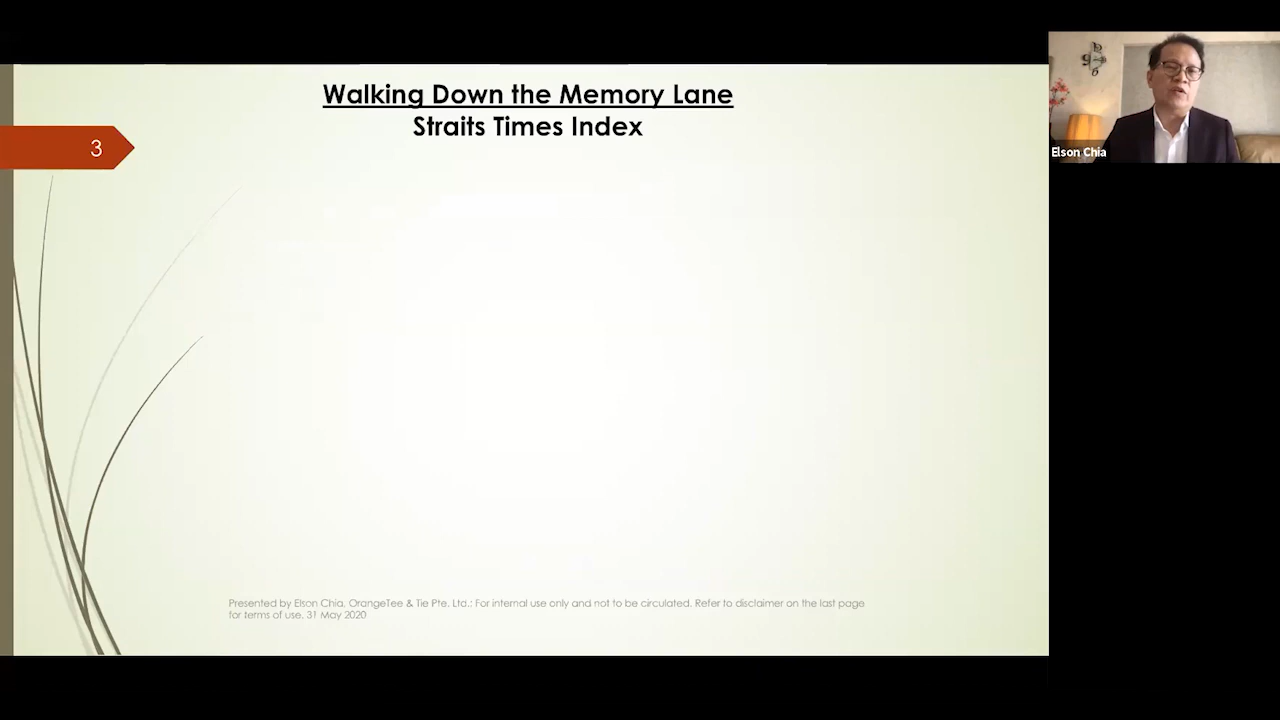 Walking Down the Memory Lane
Straits Times Index
3
Elson Chia
Presented by Elson Chia, OrangeTee & Tie Pte. Ltd.: For internal use only and not to be circulated. Refer to disclaimer on the last page
for terms of use. 31 May 2020